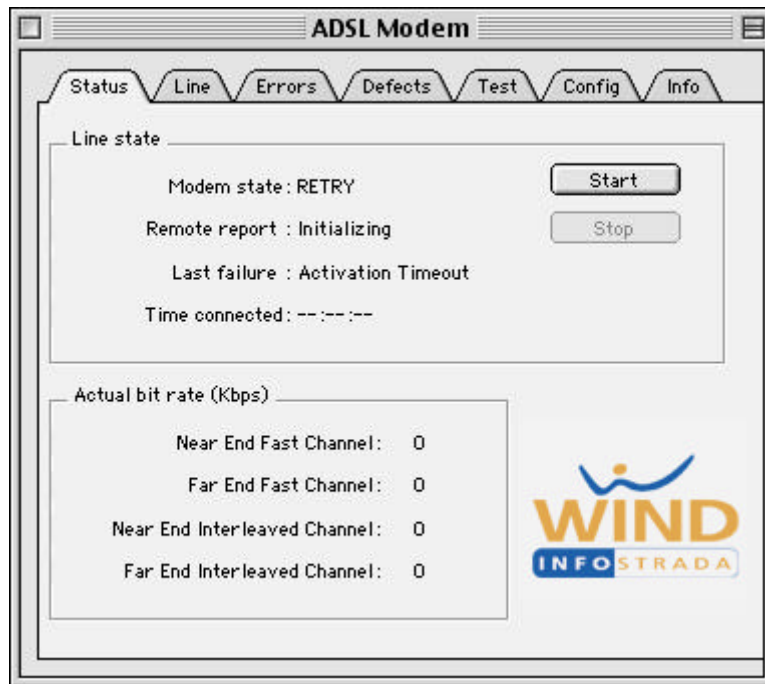 ADSL Modem
Status Line Errors Defects Test Config Info
Line state
Modem state : RETRY Start
Remote report : Initializing Stop
Last failure : Activation Timeout
Time connected : --:--:--
Actual bit rate (Kbps)
Near End Fast Channel: 0
Far End Fast Channel: 0
Near End Interleaved Channel: 0
Far End Interleaved Channel: 0
WIND
INFOSTRADA